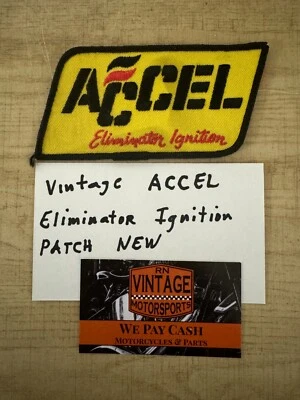 ACCEL
Eliminator Ignition
Vintage ACCEL
Eliminator Ignition
PATCH NEW
RN
VINTAGE
MOTORSPORTS
WE PAY CASH
MOTORCYCLES & PARTS